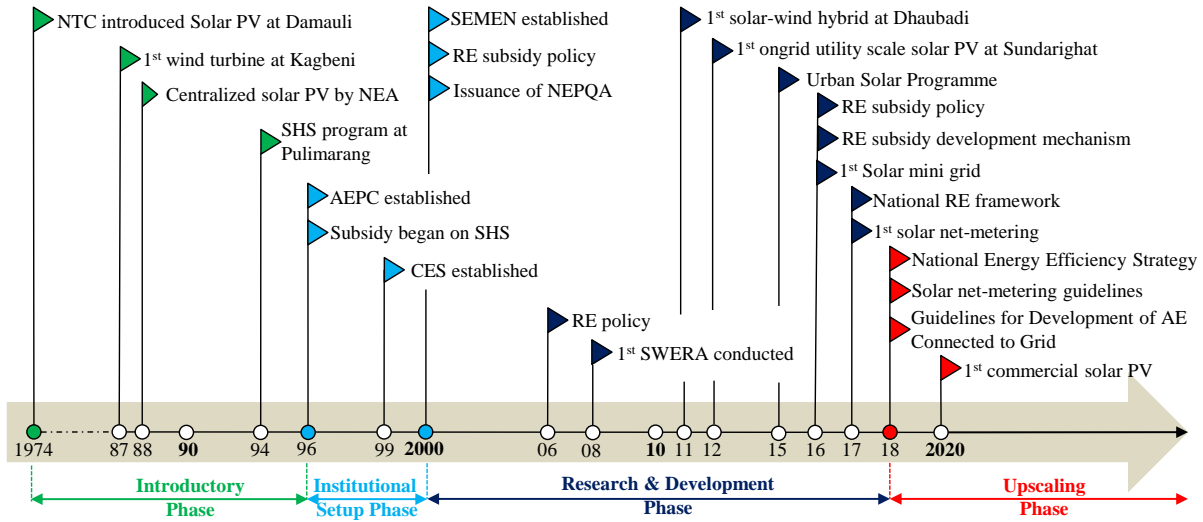 NTC introduced Solar PV at Damauli
1st wind turbine at Kagbeni
Centralized solar PV by NEA
SHS program at
Pulimarang
AEPC established
Subsidy began on SHS
CES established
SEMEN established
RE subsidy policy
Issuance of NEPQA
RE policy
1st SWERA conducted
1st solar-wind hybrid at Dhaubadi
1st ongrid utility scale solar PV at Sundarighat
Urban Solar Programme
RE subsidy policy
RE subsidy development mechanism
1st Solar mini grid
National RE framework
1st solar net-metering
National Energy Efficiency Strategy
Solar net-metering guidelines
Guidelines for Development of AE
Connected to Grid
1st commercial solar PV
1974 87 88 90 94 96 99 2000 06 08 10 11 12 15 16 17 18 2020
Introductory
Phase
Institutional
Setup Phase
Research & Development
Phase
Upscaling
Phase